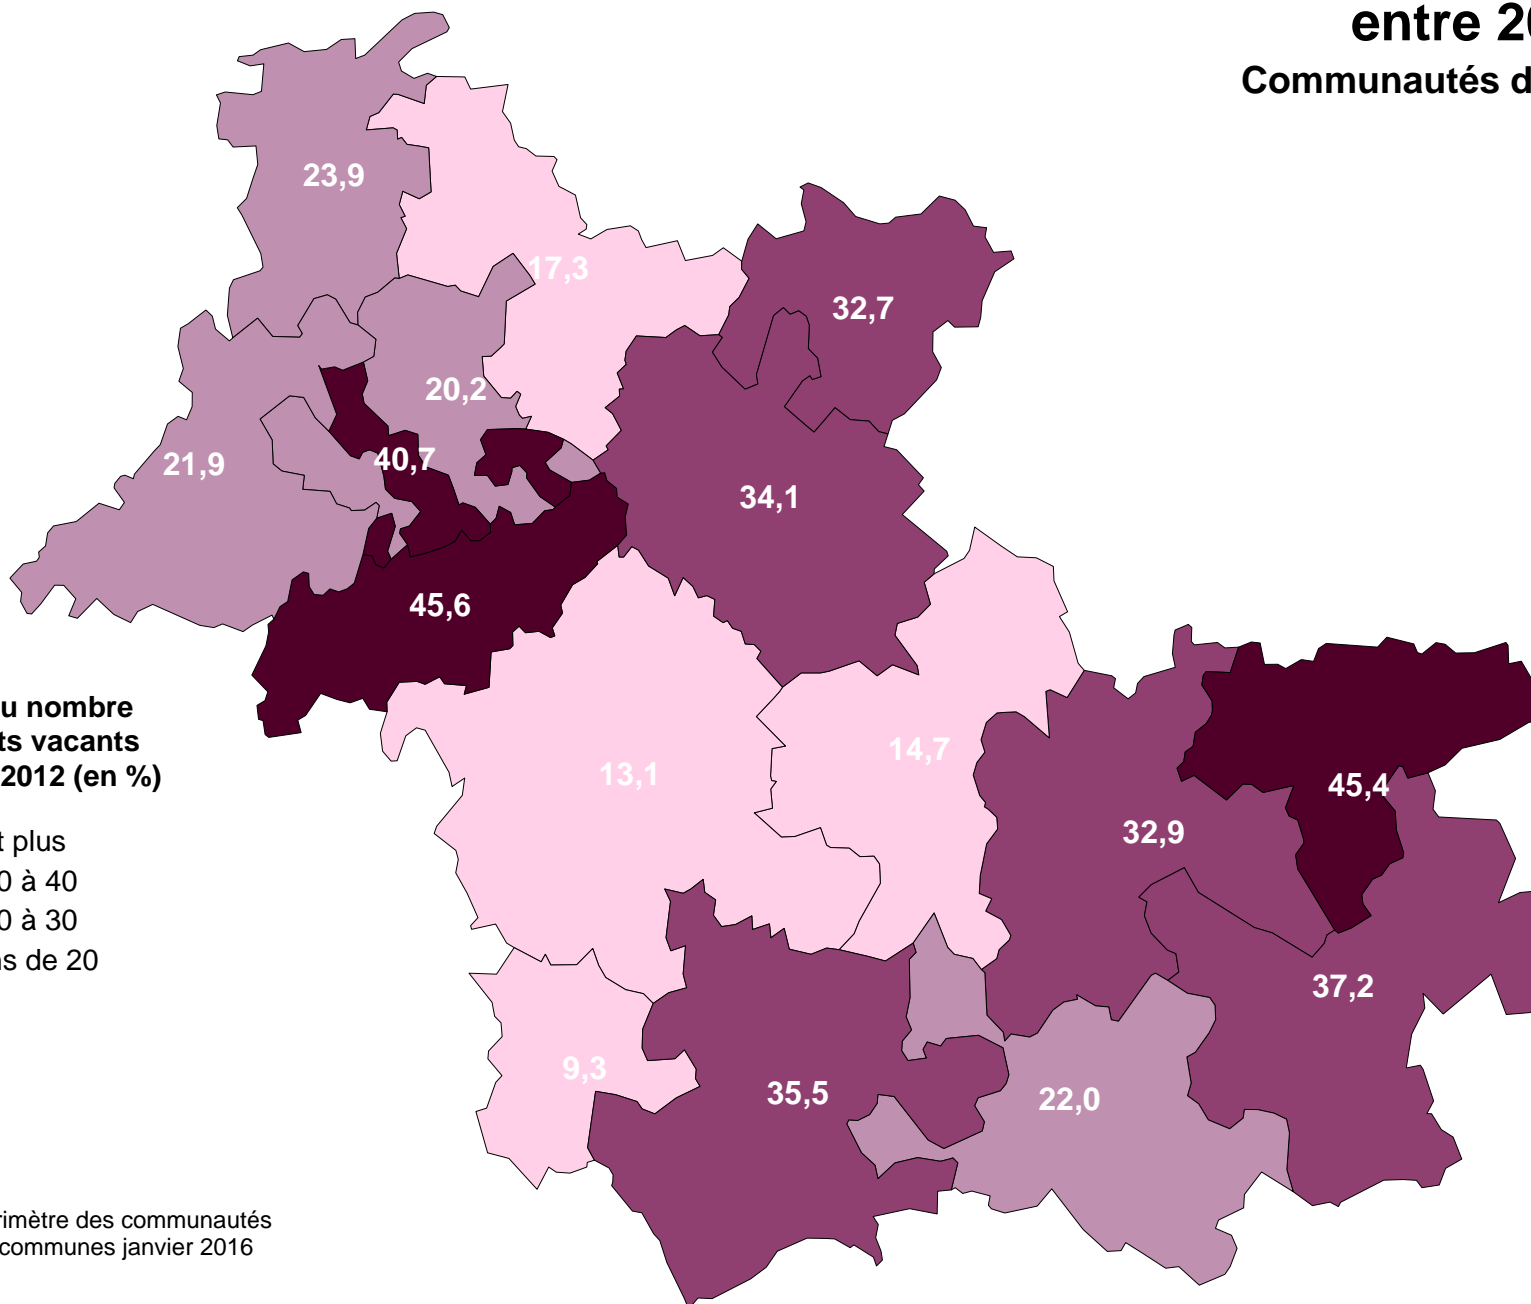 entre 20
Communautés d
23,9
17,3
32,7
20,2
21,9
40,7
34,1
45,6
u nombre
ts vacants
2012 (en %)
14,7
13,1
45,4
32,9
t plus
0 à 40
0 à 30
s de 20
37,2
9,3
35,5
22,0
rimètre des communautés
communes janvier 2016